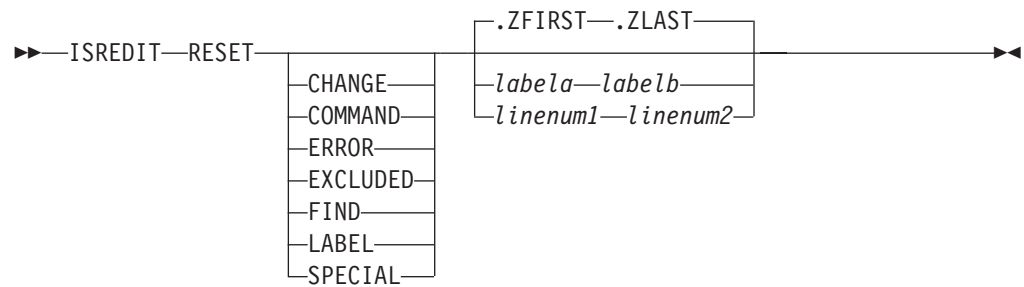 .ZFIRST .ZLAST
ISREDIT RESET
CHANGE labela labelb
COMMAND linenum1 linenum2
ERROR
EXCLUDED
FIND
LABEL
SPECIAL